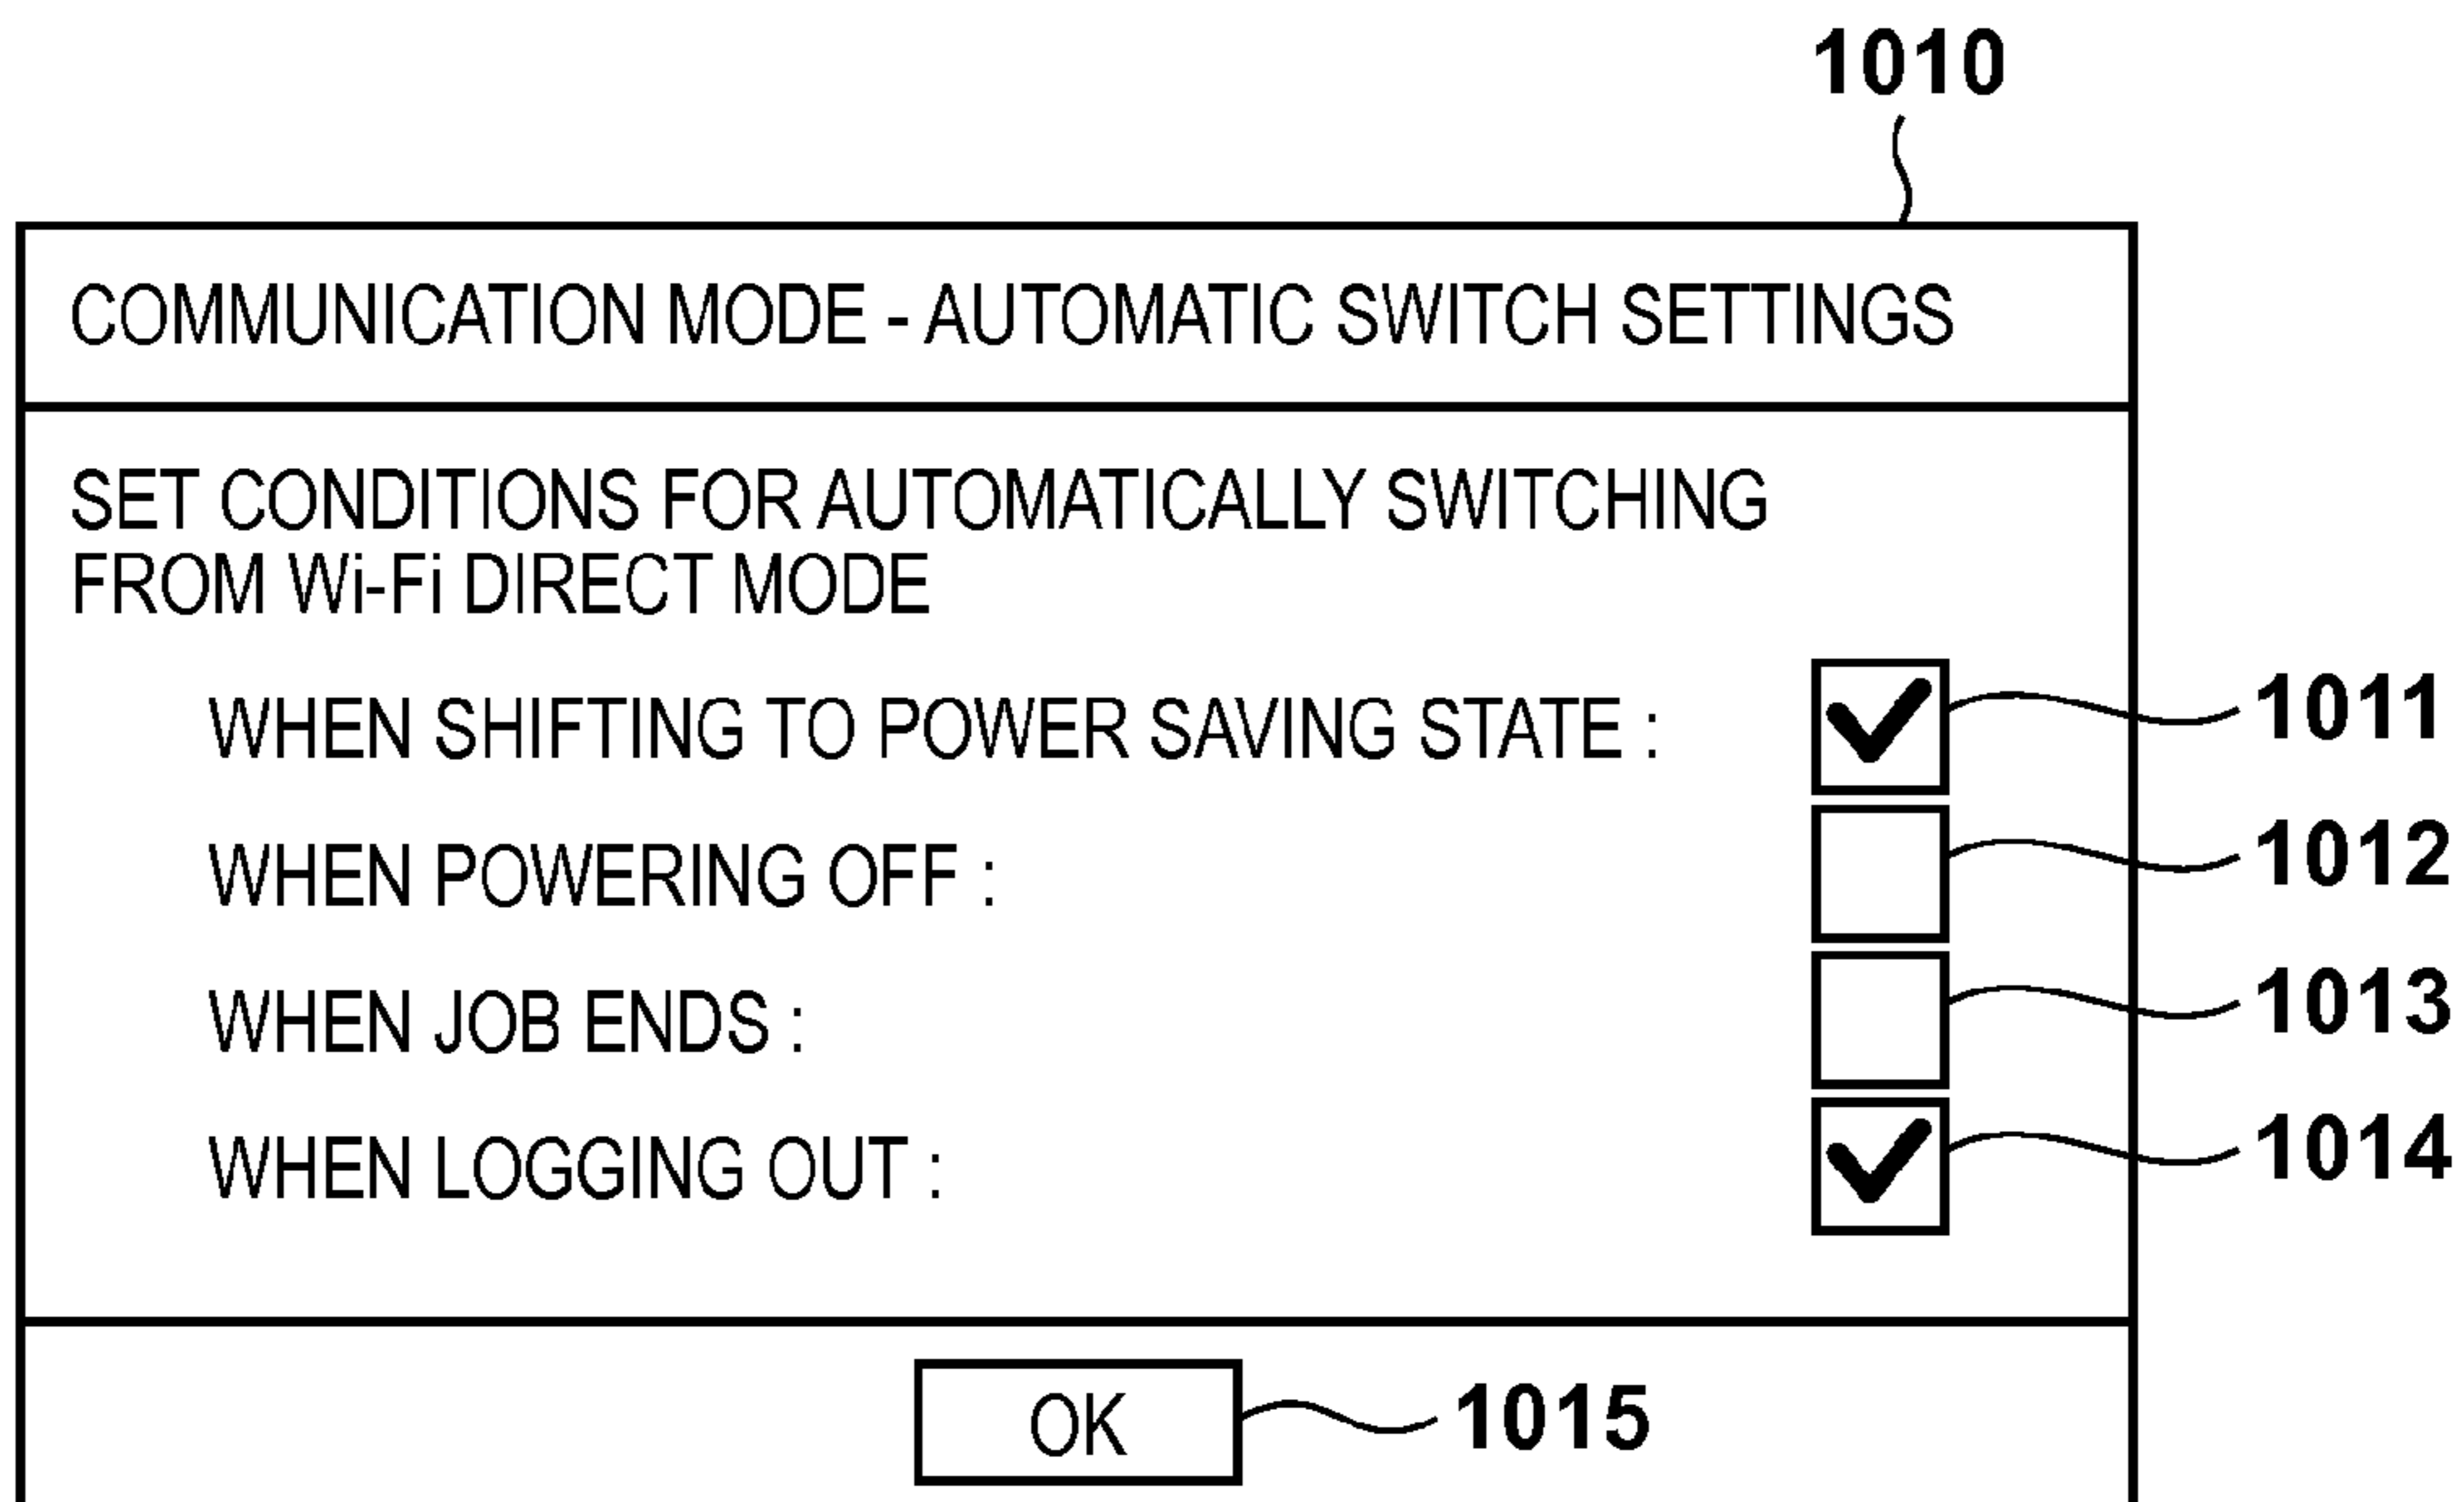 1010
COMMUNICATION MODE - AUTOMATIC SWITCH SETTINGS
SET CONDITIONS FOR AUTOMATICALLY SWITCHING
FROM Wi-Fi DIRECT MODE
WHEN SHIFTING TO POWER SAVING STATE : 1011
WHEN POWERING OFF : 1012
WHEN JOB ENDS : 1013
WHEN LOGGING OUT : 1014
OK 1015